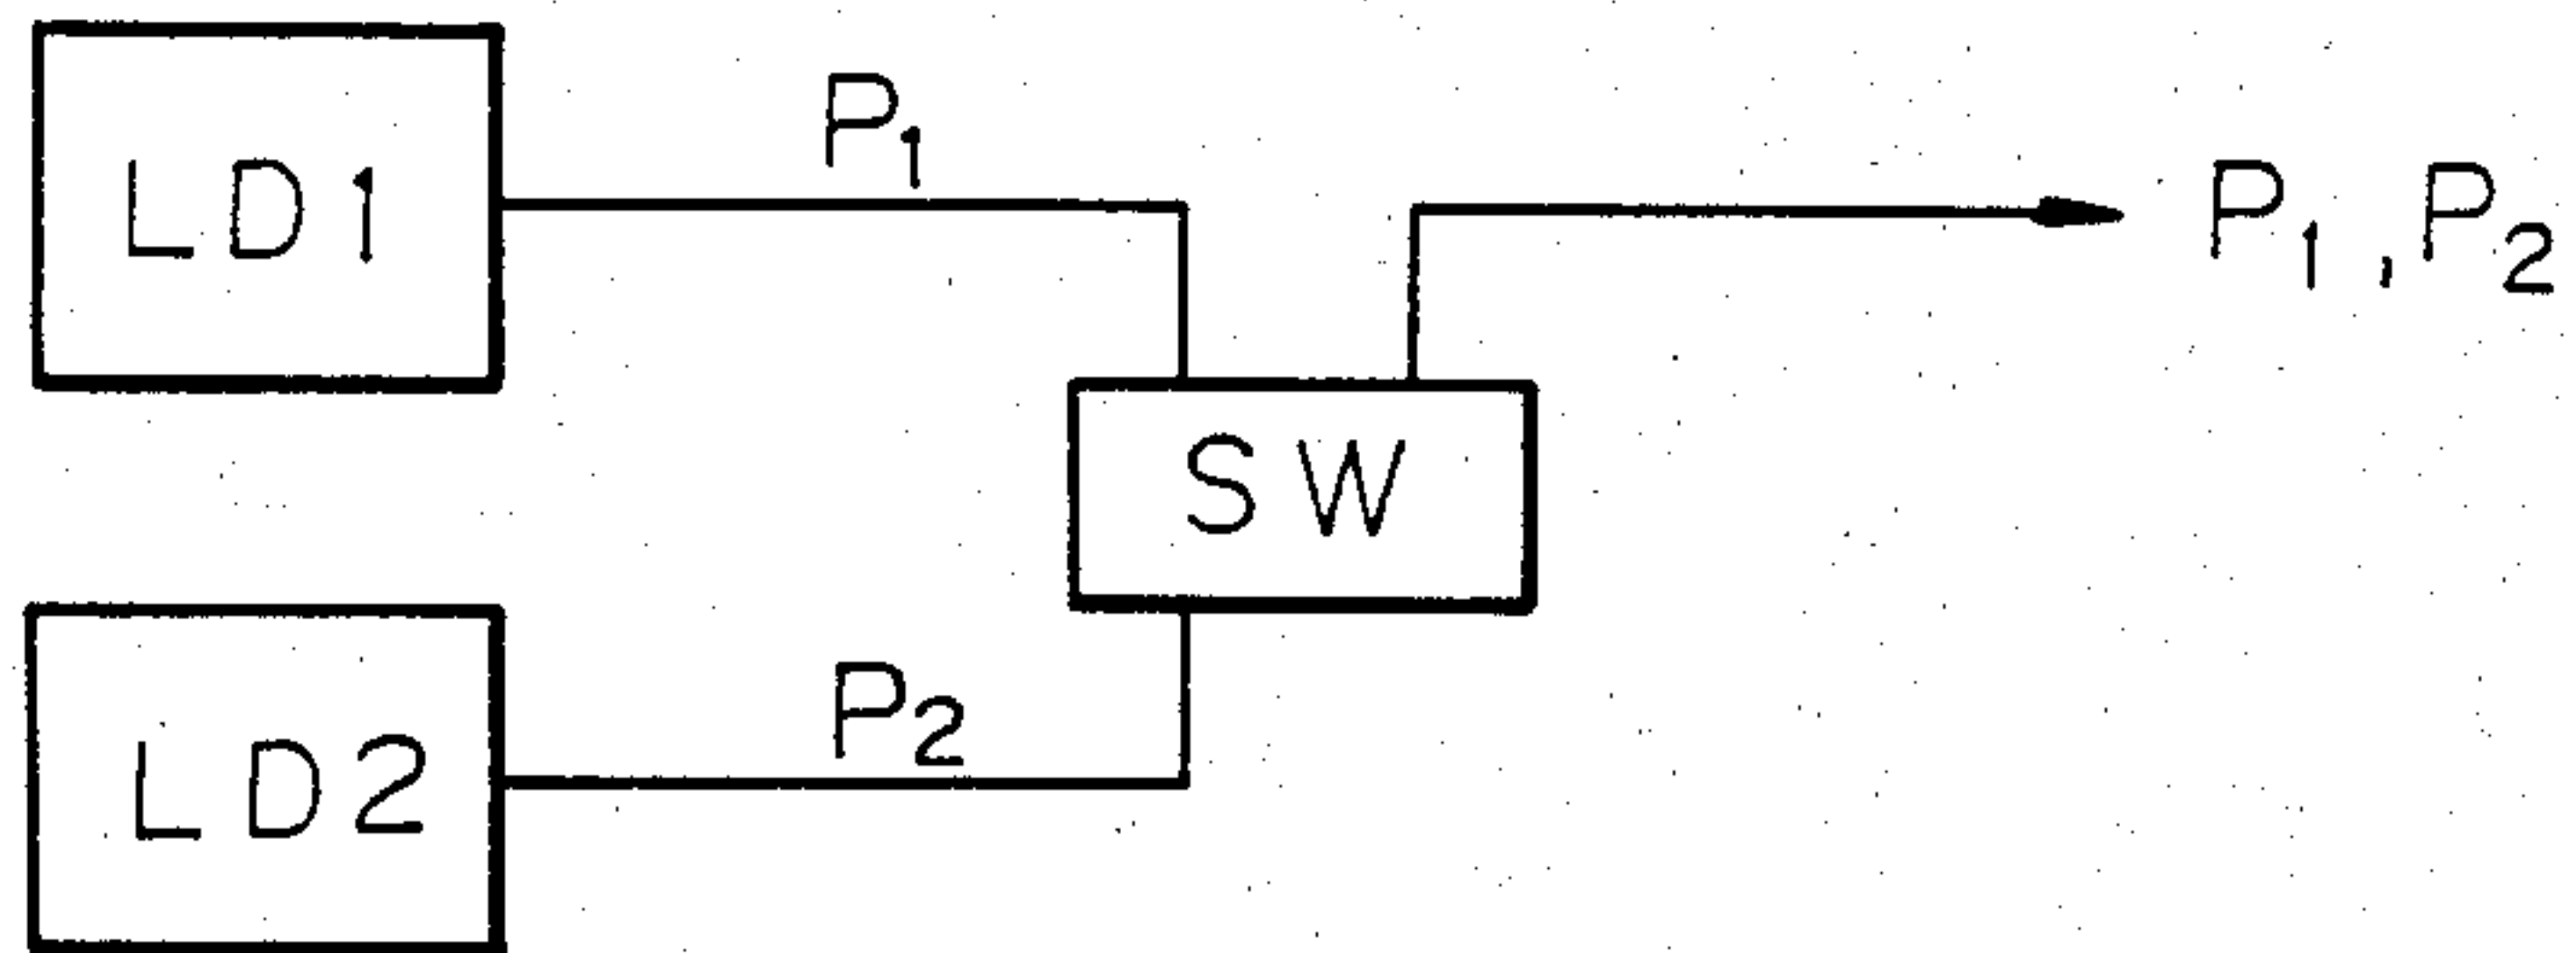 P₁
LD1
P₁, P₂
SW
P₂
LD2